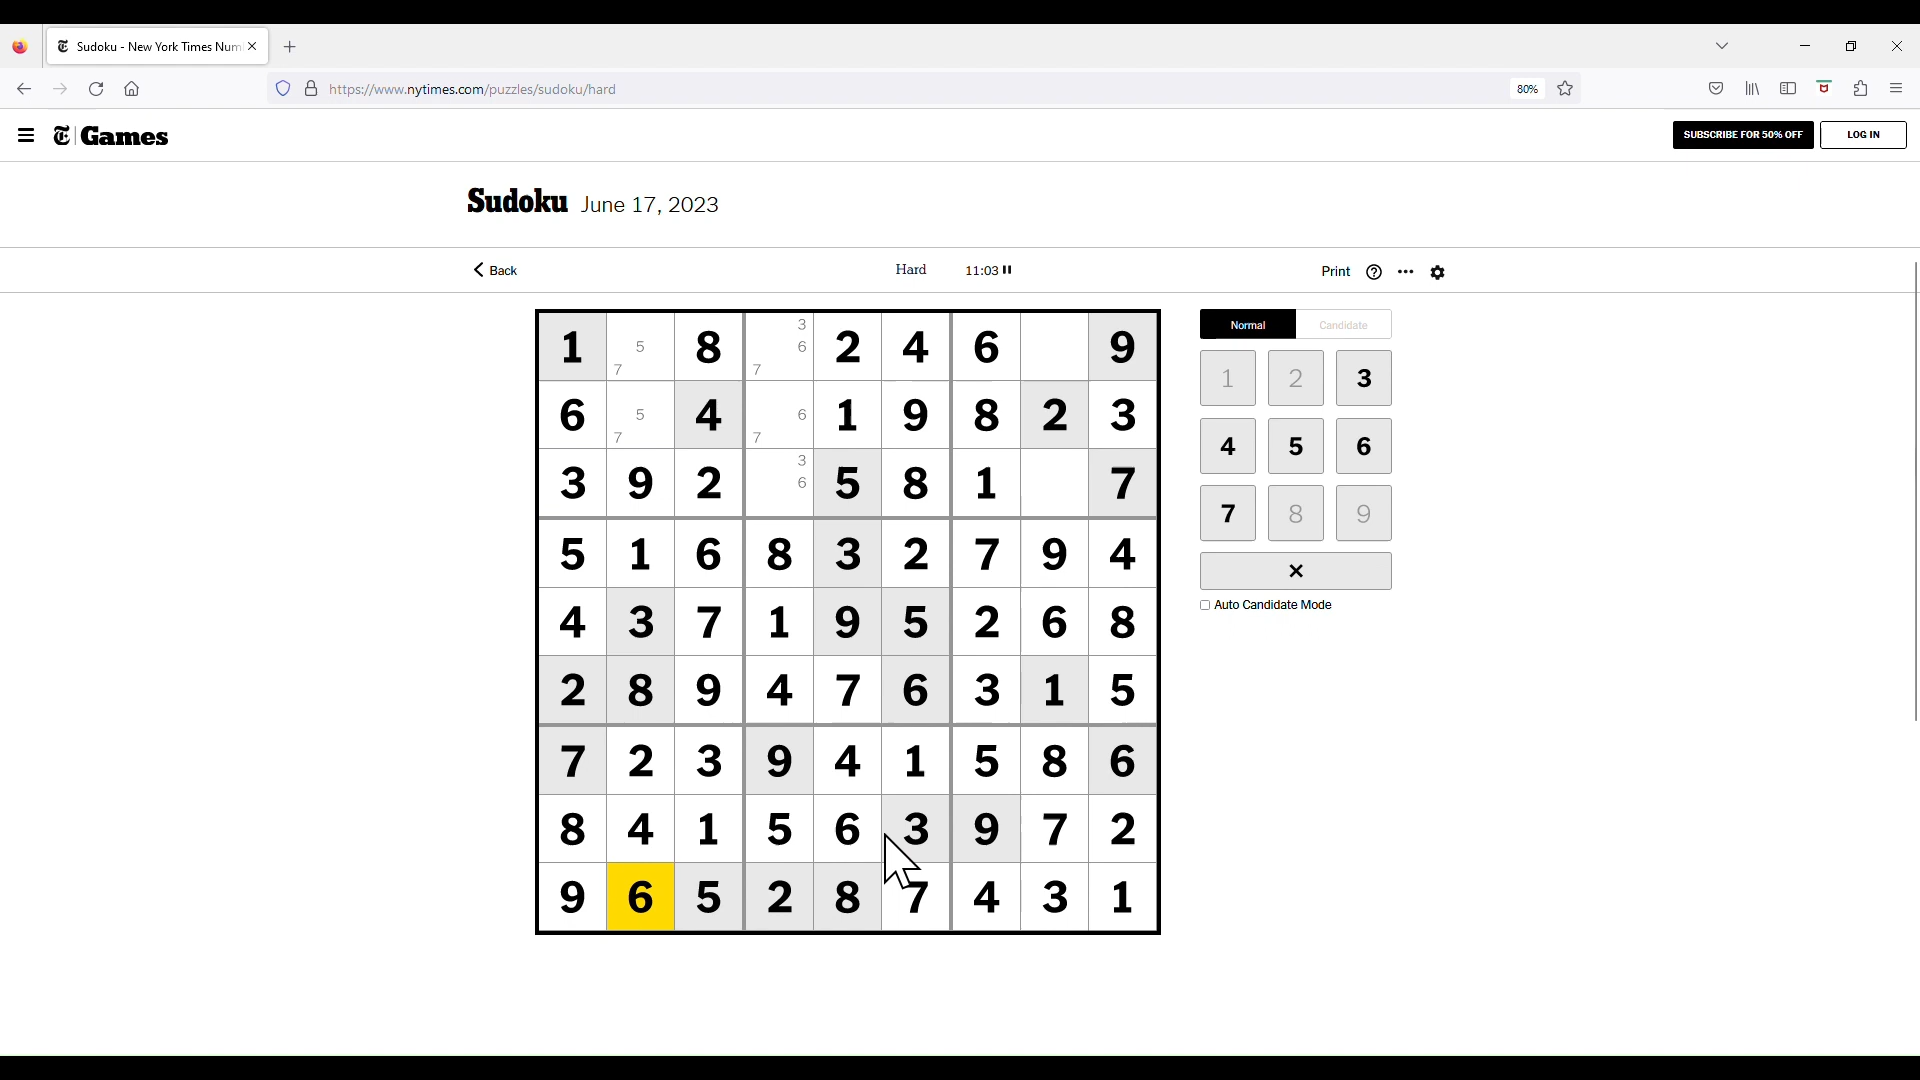 Sudoku - New York Times Num
https://www.nytimes.com/puzzles/sudoku/hard
80%
T Games
SUBSCRIBE FOR 50% OFF
LOG IN
Sudoku June 17, 2023
Back
Hard
11:03
Print
Normal
Candidate
1 5 7 8 3 6 7 2 4 6 9
6 5 7 4 6 7 1 9 8 2 3
3 9 2 3 6 5 8 1 7
5 1 6 8 3 2 7 9 4
4 3 7 1 9 5 2 6 8
2 8 9 4 7 6 3 1 5
7 2 3 9 4 1 5 8 6
8 4 1 5 6 3 9 7 2
9 6 5 2 8 7 4 3 1
1 2 3
4 5 6
7 8 9
X
Auto Candidate Mode